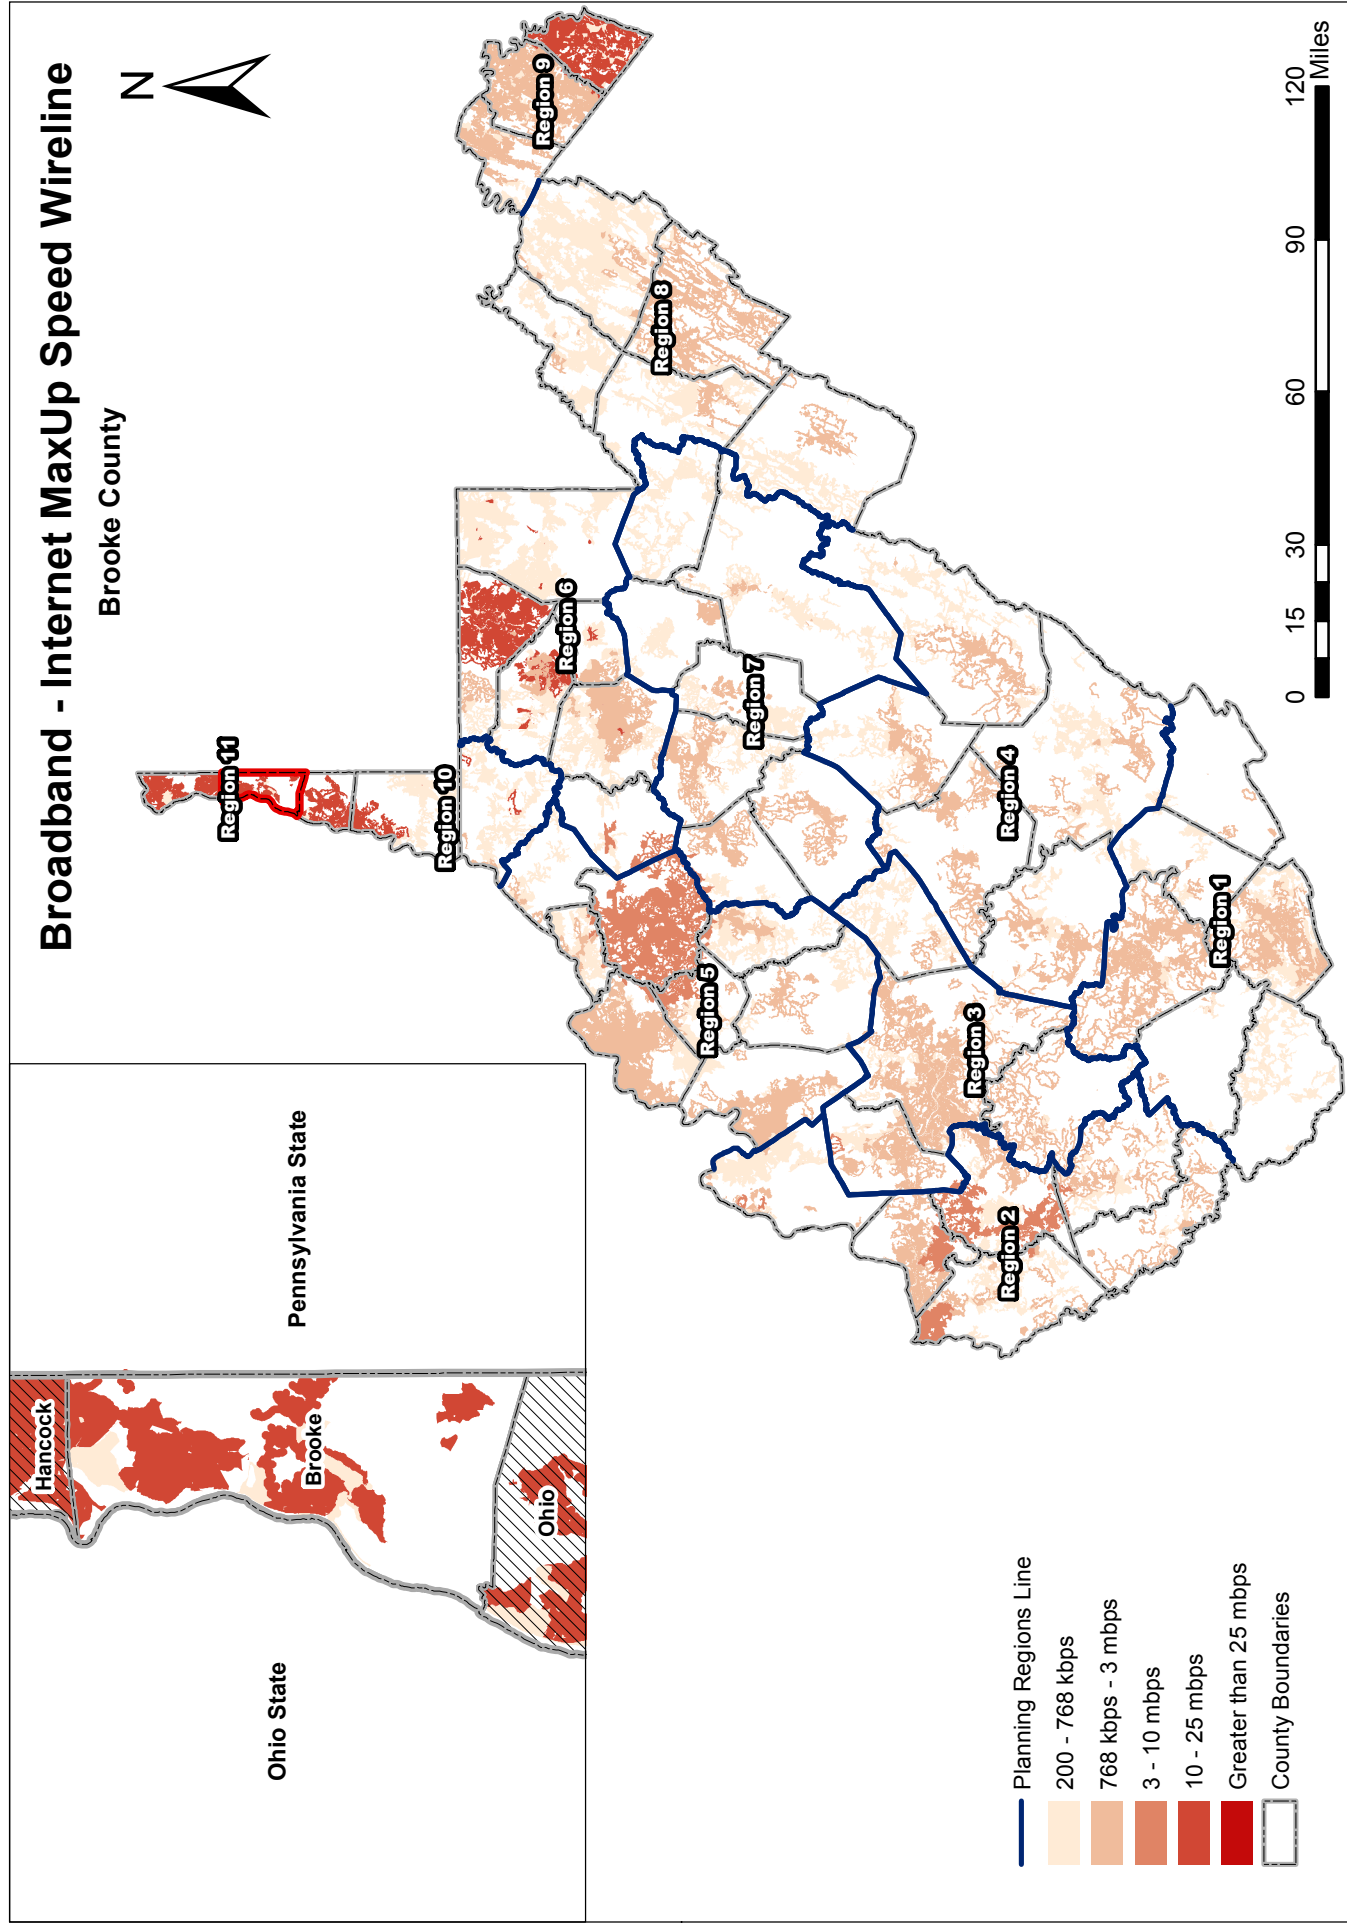 Broadband - Internet MaxUp Speed Wireline
Brooke County
N
Ohio State
Pennsylvania State
Hancock
Brooke
Ohio
Region 11
Region 10
Region 6
Region 9
Region 8
Region 5
Region 7
Region 3
Region 4
Region 2
Region 1
Planning Regions Line
200 - 768 kbps
768 kbps - 3 mbps
3 - 10 mbps
10 - 25 mbps
Greater than 25 mbps
County Boundaries
0 15 30 60 90 120
Miles